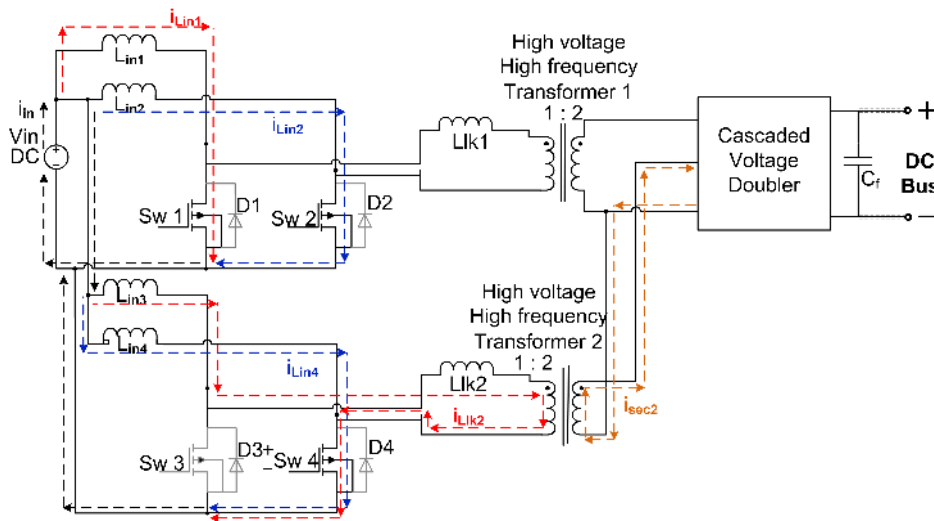 iLin1
Lin1
Lin2
iin
Vin
DC
iLin2
Sw 1
D1
Sw 2
D2
High voltage
High frequency
Transformer 1
1 : 2
Llk1
Cascaded
Voltage
Doubler
Cf
+
DC
Bus
−
Lin3
Lin4
iLin4
High voltage
High frequency
Transformer 2
1 : 2
Llk2
iLlk2
isec2
Sw 3
D3+
_Sw 4
D4